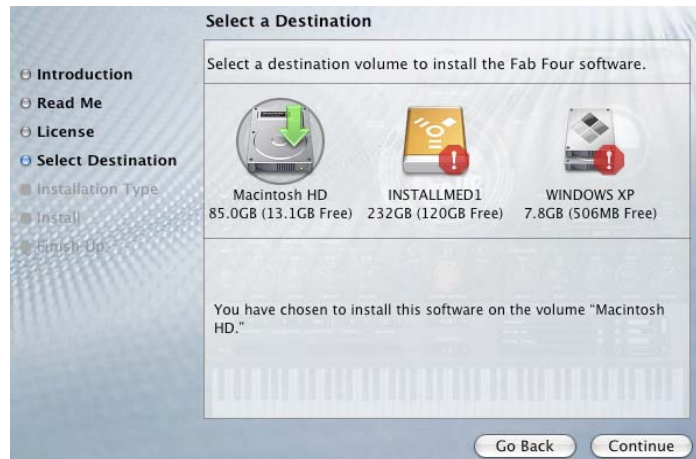 Select a Destination
Introduction
Read Me
License
Select Destination
Installation Type
Install
Finish Up
Select a destination volume to install the Fab Four software.
Macintosh HD
85.0GB (13.1GB Free)
INSTALLMED1
232GB (120GB Free)
WINDOWS XP
7.8GB (506MB Free)
You have chosen to install this software on the volume “Macintosh
HD.”
Go Back
Continue